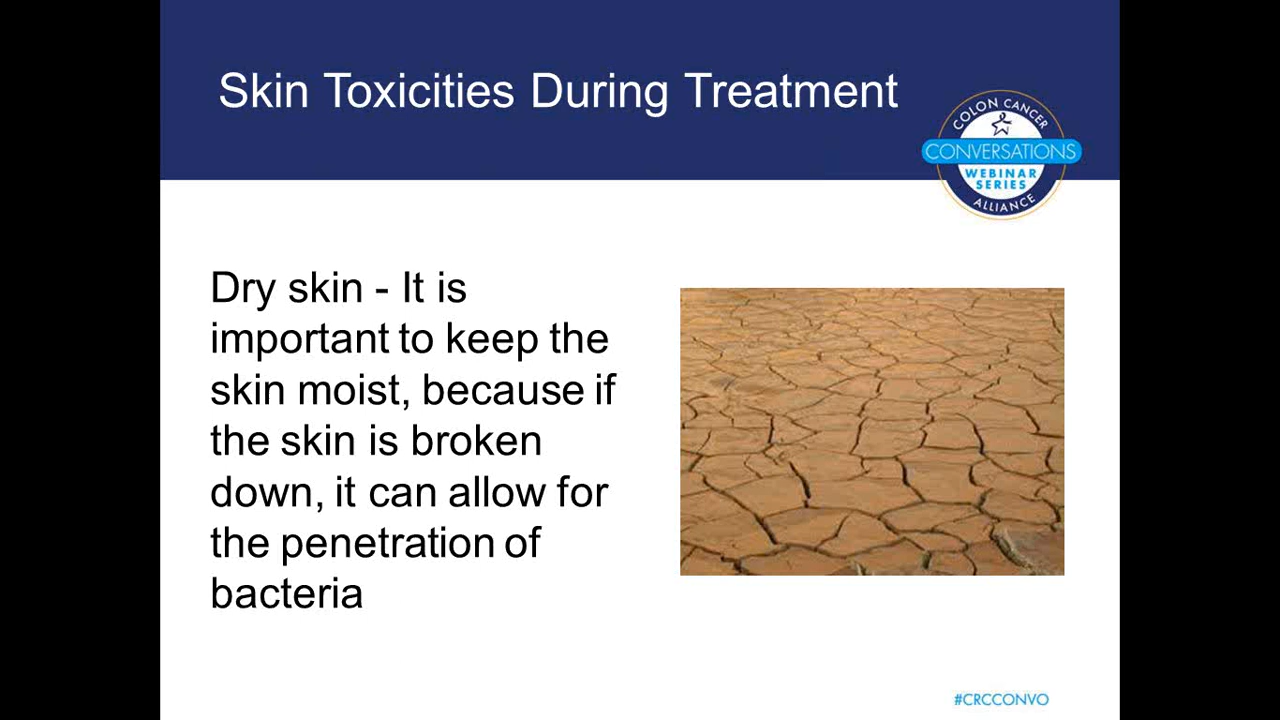 Skin Toxicities During Treatment
COLON CANCER
CONVERSATIONS
WEBINAR
SERIES
ALLIANCE
Dry skin - It is
important to keep the
skin moist, because if
the skin is broken
down, it can allow for
the penetration of
bacteria
#CRCCONVO